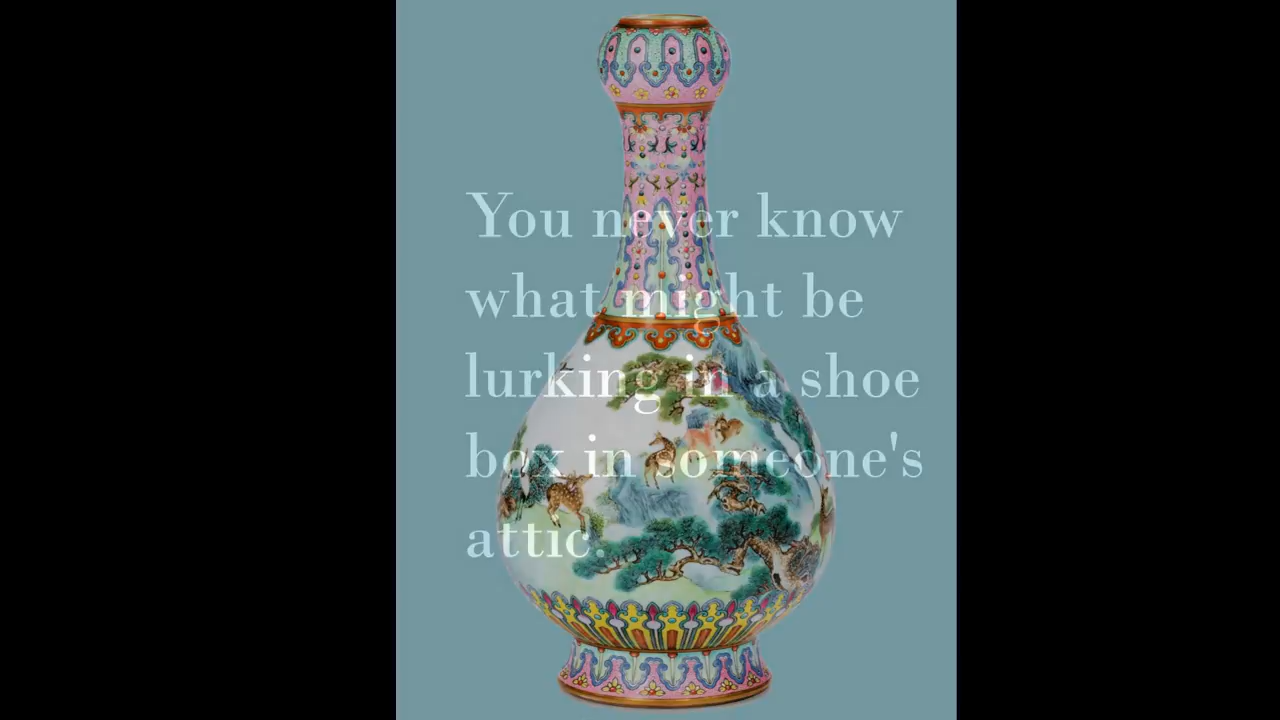 You never know
what might be
lurking in a shoe
box in someone's
attic.